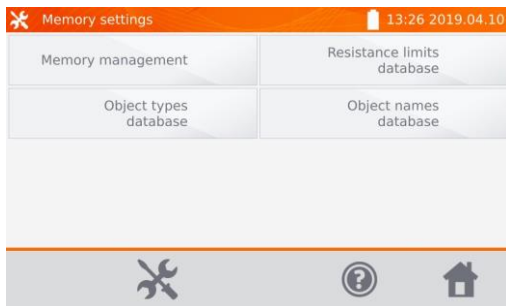 Memory settings
13:26 2019.04.10
Memory management
Resistance limits
database
Object types
database
Object names
database